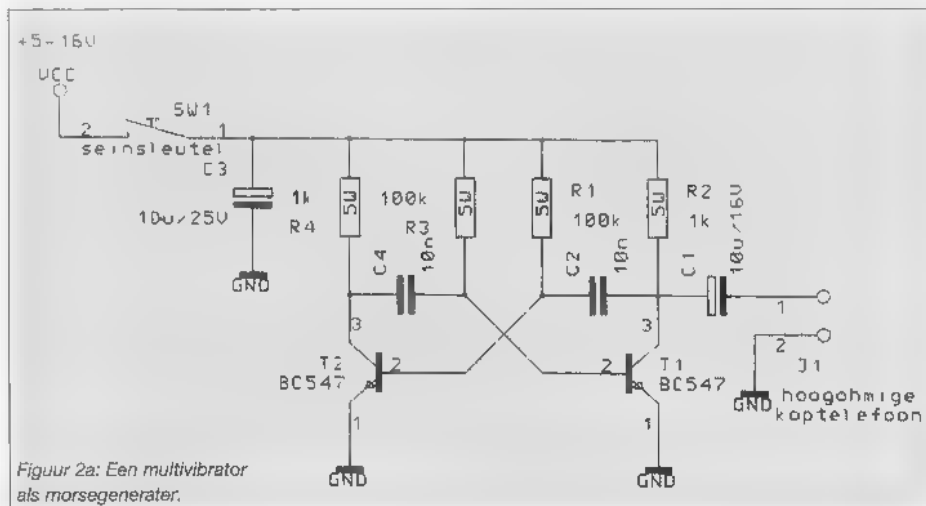 +5-16V
VCC
SW1
2
1
seinsleutel
C3
10u/25V
GND
1k
R4
5W
100k
R3
5W
5W
R1
100k
5W
R2
1k
C4
10n
C2
10n
C1
10u/16V
1
2
J1
GND
hoogohmige
koptelefoon
3
T2
BC547
2
1
GND
3
2
T1
BC547
1
GND
Figuur 2a: Een multivibrator
als morsegenerater.